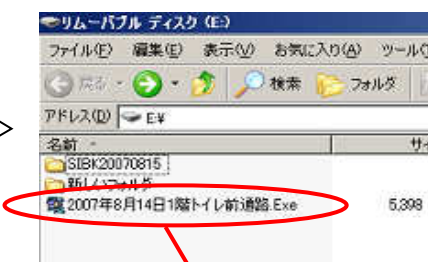 リムーバブル ディスク (E:)
ファイル(F) 編集(E) 表示(V) お気に入り(A) ツール(
戻る 検索 フォルダ
アドレス(D) E:¥
名前 サイ
SIBK20070815
新しいフォルダ
2007年8月14日1階トイレ前通路.Exe 5,398